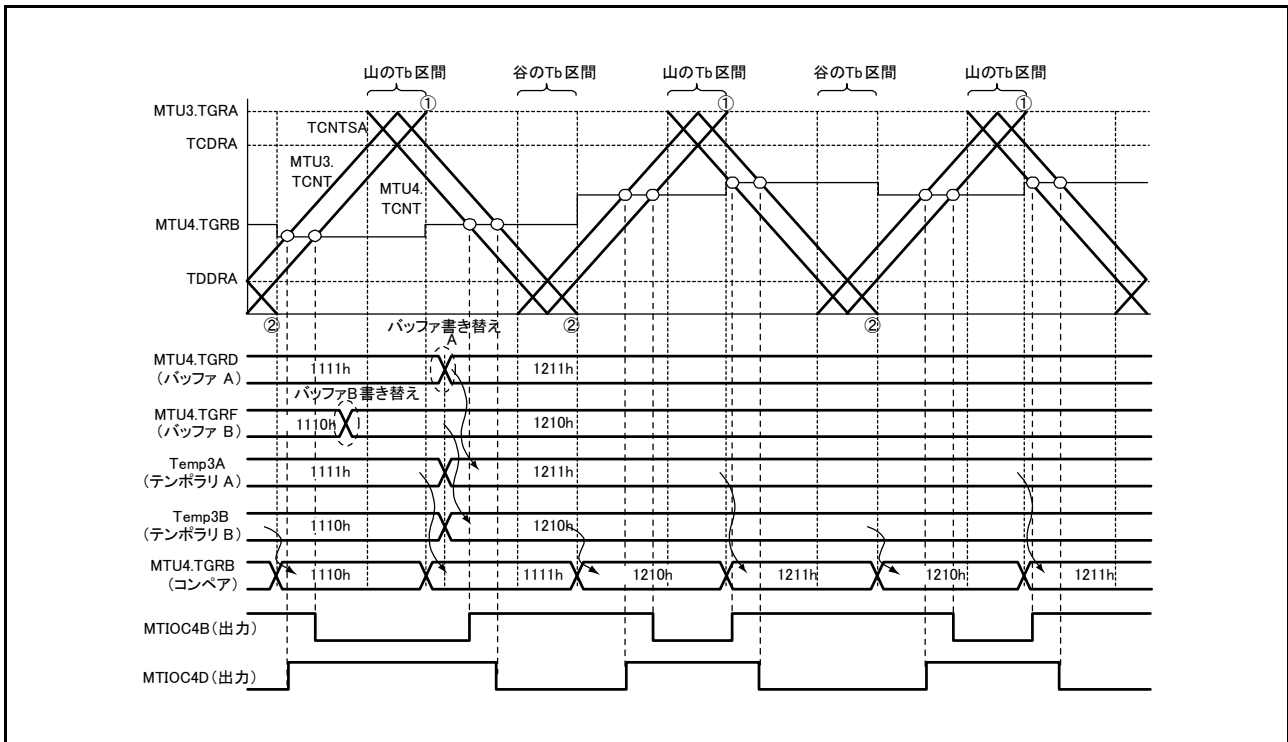 山のTb区間 谷のTb区間 山のTb区間 谷のTb区間 山のTb区間
MTU3.TGRA ① ① ①
TCNTSA
TCDRA
MTU3.
TCNT
MTU4.
TCNT
MTU4.TGRB
TDDRA
② ② ②
バッファ書き替え
A
MTU4.TGRD
(バッファ A)
1111h 1211h
バッファB書き替え
MTU4.TGRF
(バッファ B)
1110h 1210h
Temp3A
(テンポラリ A)
1111h 1211h
Temp3B
(テンポラリ B)
1110h 1210h
MTU4.TGRB
(コンペア)
1110h 1111h 1210h 1211h 1210h 1211h
MTIOC4B(出力)
MTIOC4D(出力)